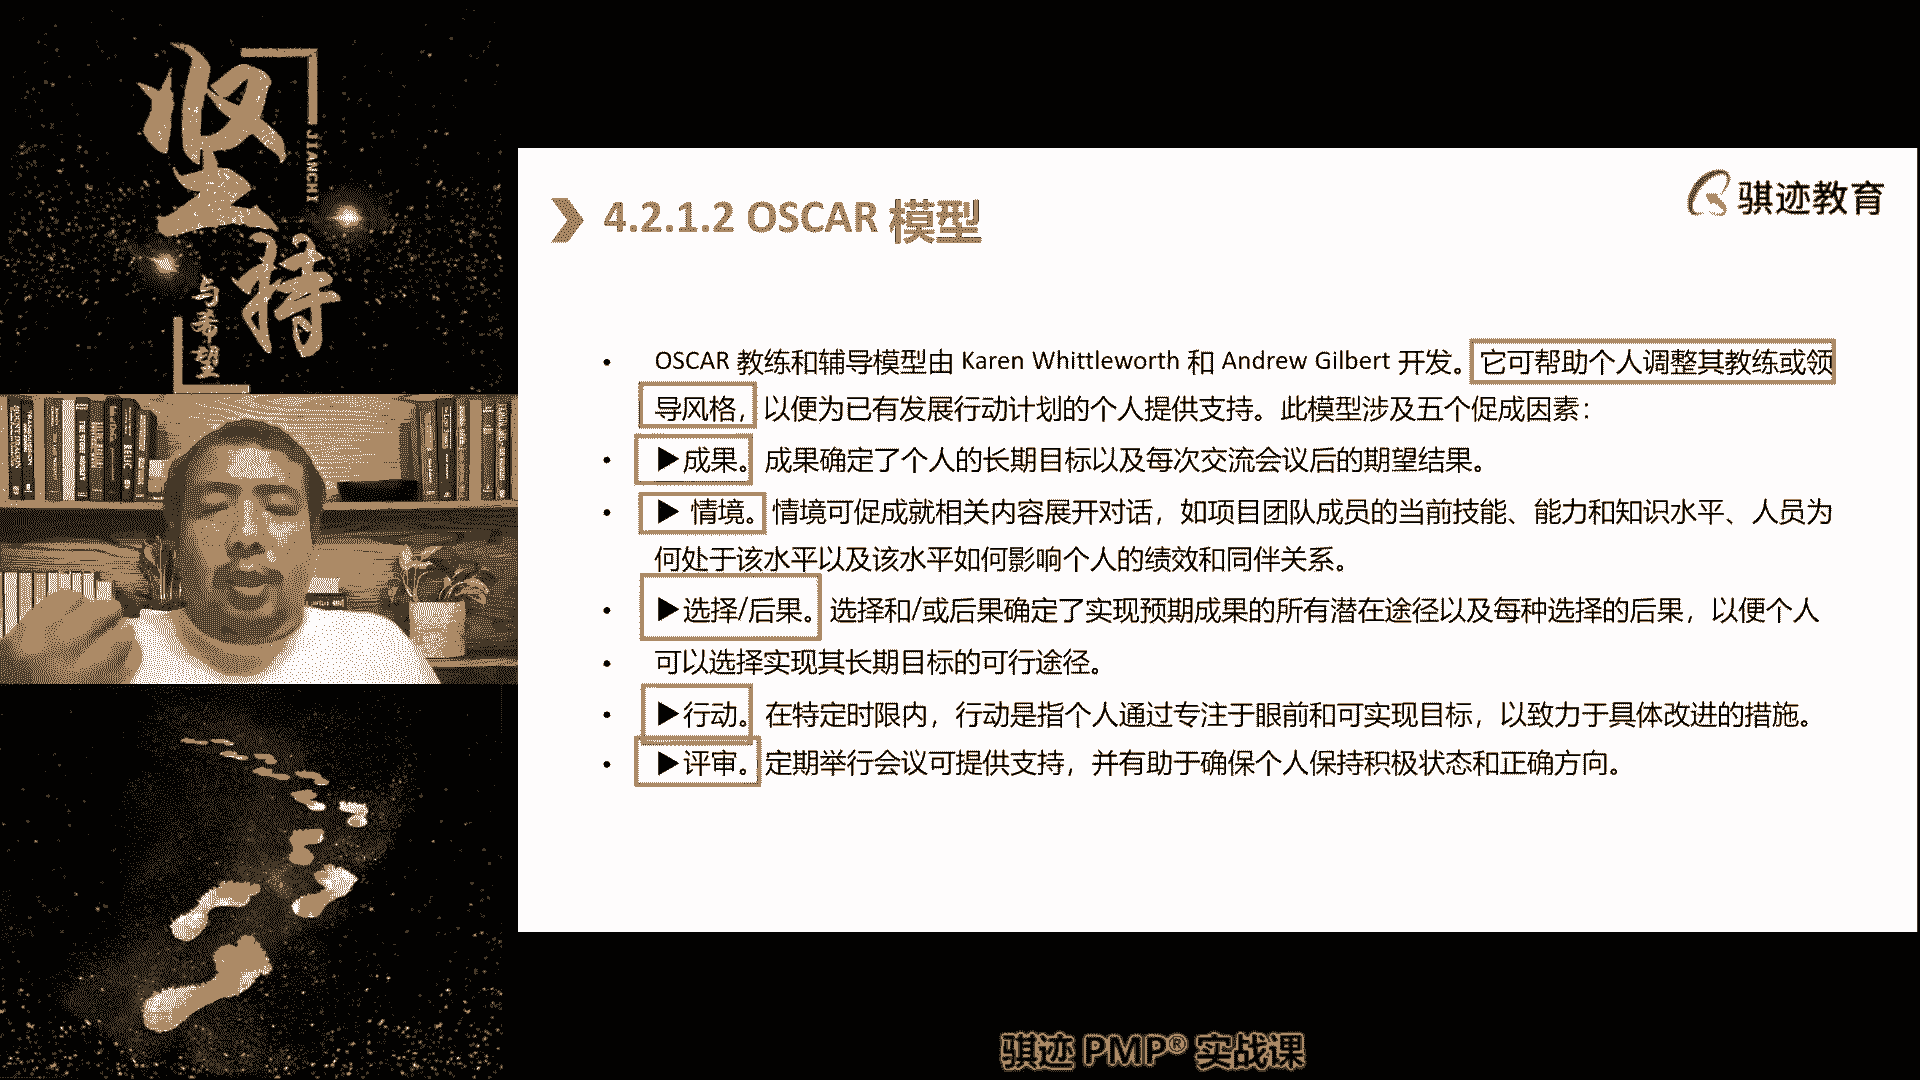 坚持
JIANCHI
与希望
骐迹教育
4.2.1.2 OSCAR 模型
• OSCAR 教练和辅导模型由 Karen Whittleworth 和 Andrew Gilbert 开发。它可帮助个人调整其教练或领
导风格，以便为已有发展行动计划的个人提供支持。此模型涉及五个促成因素：
• ▶成果。成果确定了个人的长期目标以及每次交流会议后的期望结果。
• ▶ 情境。情境可促成就相关内容展开对话，如项目团队成员的当前技能、能力和知识水平、人员为
何处于该水平以及该水平如何影响个人的绩效和同伴关系。
• ▶选择/后果。选择和/或后果确定了实现预期成果的所有潜在途径以及每种选择的后果，以便个人
• 可以选择实现其长期目标的可行途径。
• ▶行动。在特定时限内，行动是指个人通过专注于眼前和可实现目标，以致力于具体改进的措施。
• ▶评审。定期举行会议可提供支持，并有助于确保个人保持积极状态和正确方向。
骐迹 PMP® 实战课